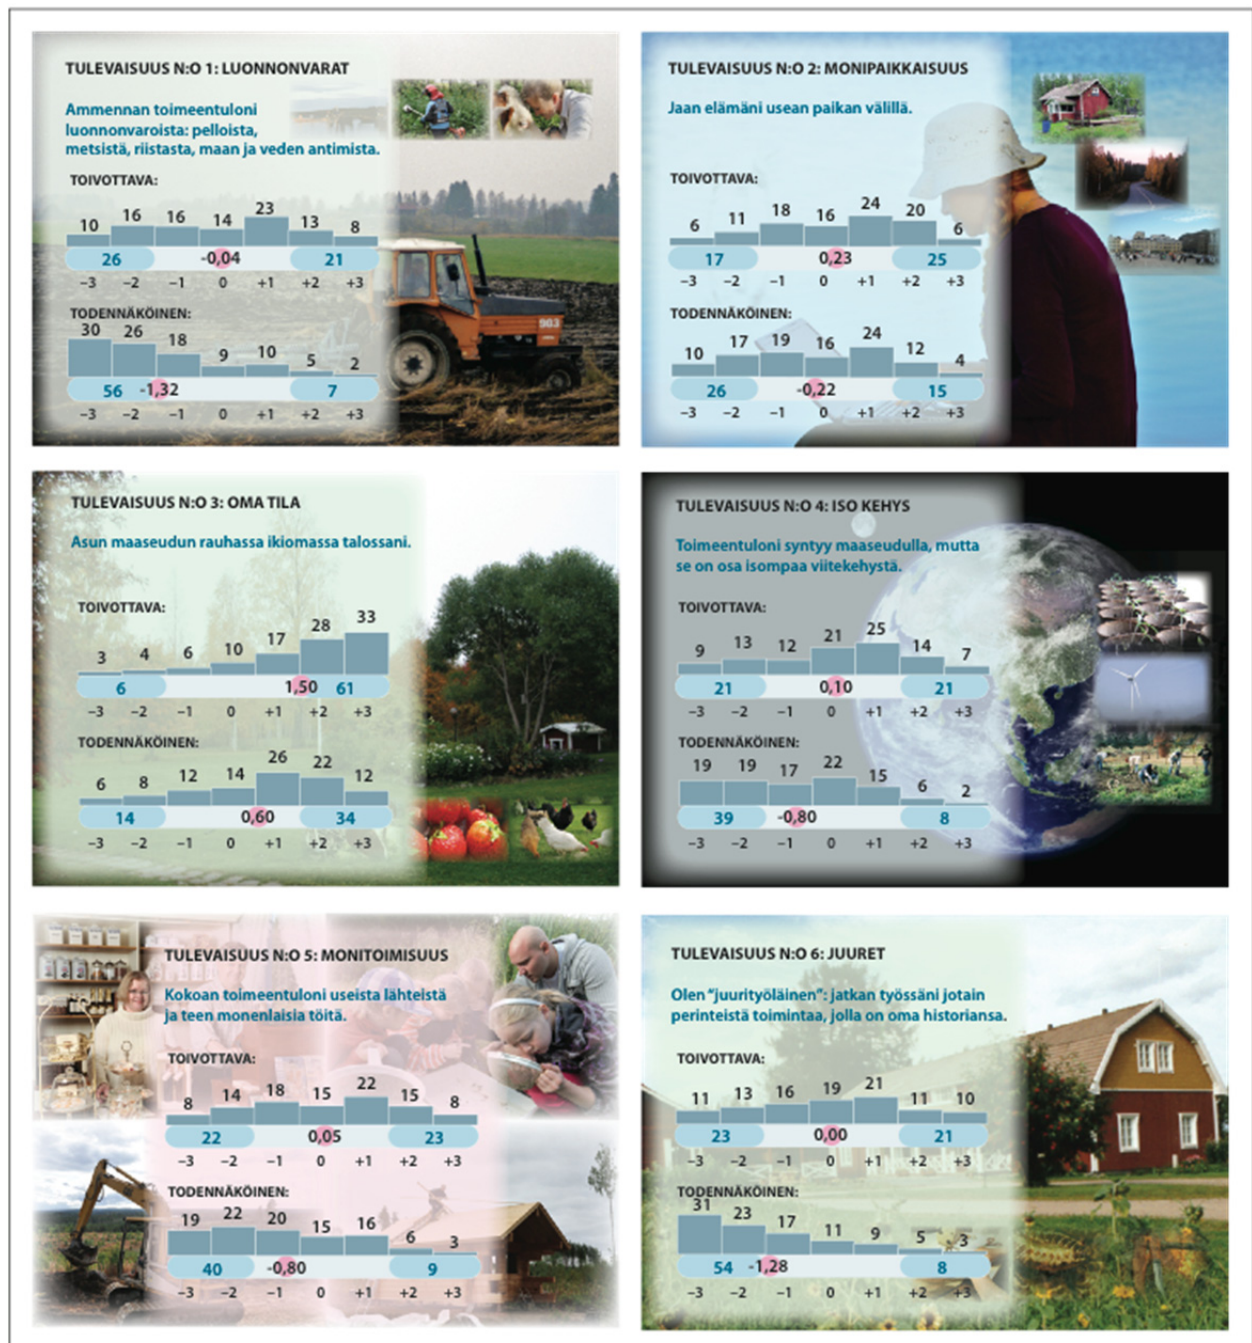 TULEVAISUUS N:O 1: LUONNONVARAT
Ammennan toimeentuloni
luonnonvaroista: pelloista,
metsistä, riistasta, maan ja veden antimista.
TOIVOTTAVA:
10 16 16 14 23 13 8
26 -0,04 21
–3 –2 –1 0 +1 +2 +3
TODENNÄKÖINEN:
30 26 18 9 10 5 2
56 -1,32 7
–3 –2 –1 0 +1 +2 +3
903
TULEVAISUUS N:O 2: MONIPAIKKAISUUS
Jaan elämäni usean paikan välillä.
TOIVOTTAVA:
6 11 18 16 24 20 6
17 0,23 25
–3 –2 –1 0 +1 +2 +3
TODENNÄKÖINEN:
10 17 19 16 24 12 4
26 -0,22 15
–3 –2 –1 0 +1 +2 +3
TULEVAISUUS N:O 3: OMA TILA
Asun maaseudun rauhassa ikiomassa talossani.
TOIVOTTAVA:
3 4 6 10 17 28 33
6 1,50 61
–3 –2 –1 0 +1 +2 +3
TODENNÄKÖINEN:
6 8 12 14 26 22 12
14 0,60 34
–3 –2 –1 0 +1 +2 +3
TULEVAISUUS N:O 4: ISO KEHYS
Toimeentuloni syntyy maaseudulla, mutta
se on osa isompaa viitekehystä.
TOIVOTTAVA:
9 13 12 21 25 14 7
21 0,10 21
–3 –2 –1 0 +1 +2 +3
TODENNÄKÖINEN:
19 19 17 22 15 6 2
39 -0,80 8
–3 –2 –1 0 +1 +2 +3
TULEVAISUUS N:O 5: MONITOIMISUUS
Kokoan toimeentuloni useista lähteistä
ja teen monenlaisia töitä.
TOIVOTTAVA:
8 14 18 15 22 15 8
22 0,05 23
–3 –2 –1 0 +1 +2 +3
TODENNÄKÖINEN:
19 22 20 15 16 6 3
40 -0,80 9
–3 –2 –1 0 +1 +2 +3
TULEVAISUUS N:O 6: JUURET
Olen "juurityöläinen": jatkan työssäni jotain
perinteistä toimintaa, jolla on oma historiansa.
TOIVOTTAVA:
11 13 16 19 21 11 10
23 0,00 21
–3 –2 –1 0 +1 +2 +3
TODENNÄKÖINEN:
31 23 17 11 9 5 3
54 -1,28 8
–3 –2 –1 0 +1 +2 +3